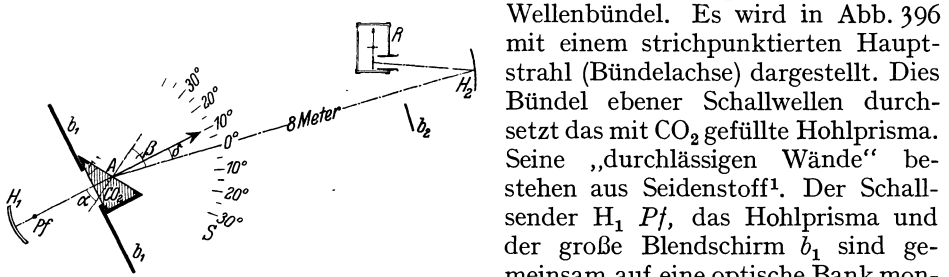 Wellenbündel. Es wird in Abb. 396
mit einem strichpunktierten Haupt-
strahl (Bündelachse) dargestellt. Dies
Bündel ebener Schallwellen durch-
setzt das mit CO₂ gefüllte Hohlprisma.
Seine „durchlässigen Wände“ be-
stehen aus Seidenstoff¹. Der Schall-
sender H₁ Pf, das Hohlprisma und
der große Blendschirm b₁ sind ge-
meinsam auf eine optische Bank mon-
R
H₂
b₂
8 Meter
30°
20°
10°
0°
-10°
-20°
-30°
S
b₁
β
δ
A
CO₂
α
H₁
Pf
b₁